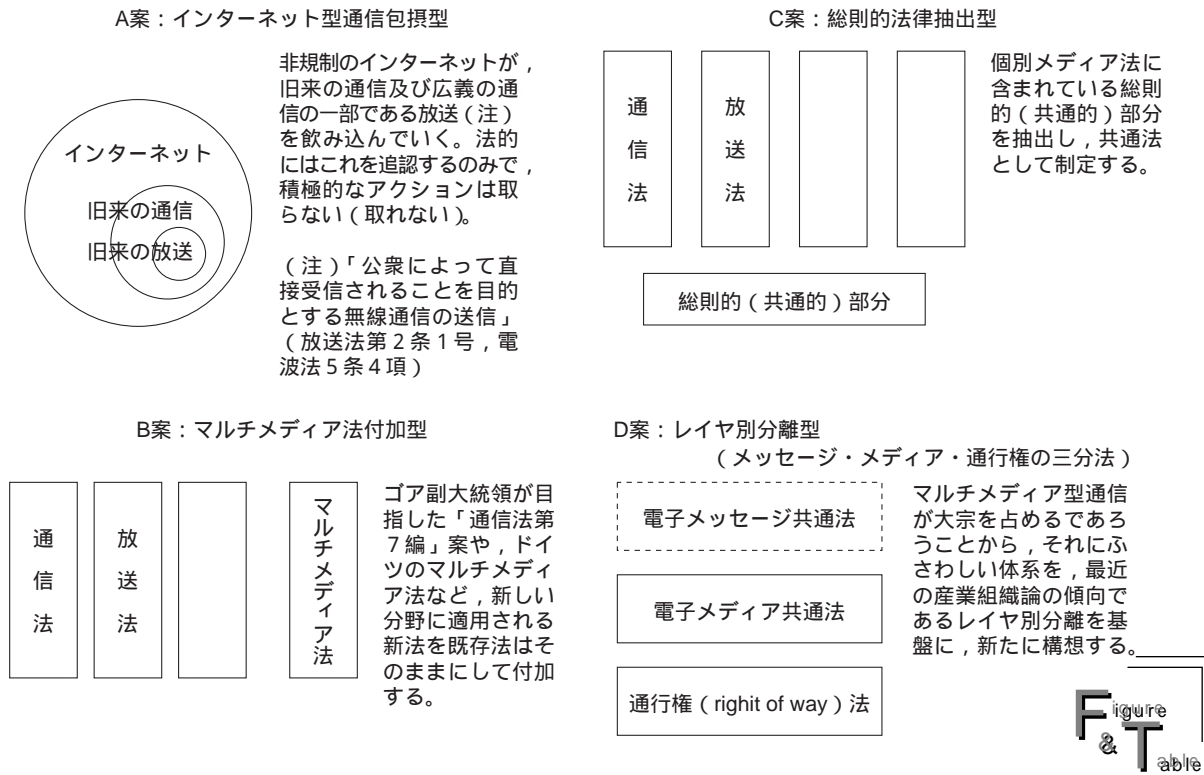 A案：インターネット型通信包摂型
インターネット
旧来の通信
旧来の放送
非規制のインターネットが，
旧来の通信及び広義の通
信の一部である放送（注）
を飲み込んでいく。法的
にはこれを追認するのみで，
積極的なアクションは取
らない（取れない）。
（注）「公衆によって直
接受信されることを目的
とする無線通信の送信」
（放送法第２条１号，電
波法５条４項）
C案：総則的法律抽出型
通信法
放送法
総則的（共通的）部分
個別メディア法に
含まれている総則
的（共通的）部分
を抽出し，共通法
として制定する。
B案：マルチメディア法付加型
通信法
放送法
マルチメディア法
ゴア副大統領が目
指した「通信法第
７編」案や，ドイ
ツのマルチメディ
ア法など，新しい
分野に適用される
新法を既存法はそ
のままにして付加
する。
D案：レイヤ別分離型
（メッセージ・メディア・通行権の三分法）
電子メッセージ共通法
電子メディア共通法
通行権（righit of way）法
マルチメディア型通信
が大宗を占めるであろ
うことから，それにふ
さわしい体系を，最近
の産業組織論の傾向で
あるレイヤ別分離を基
盤に，新たに構想する。
Figure
& Table